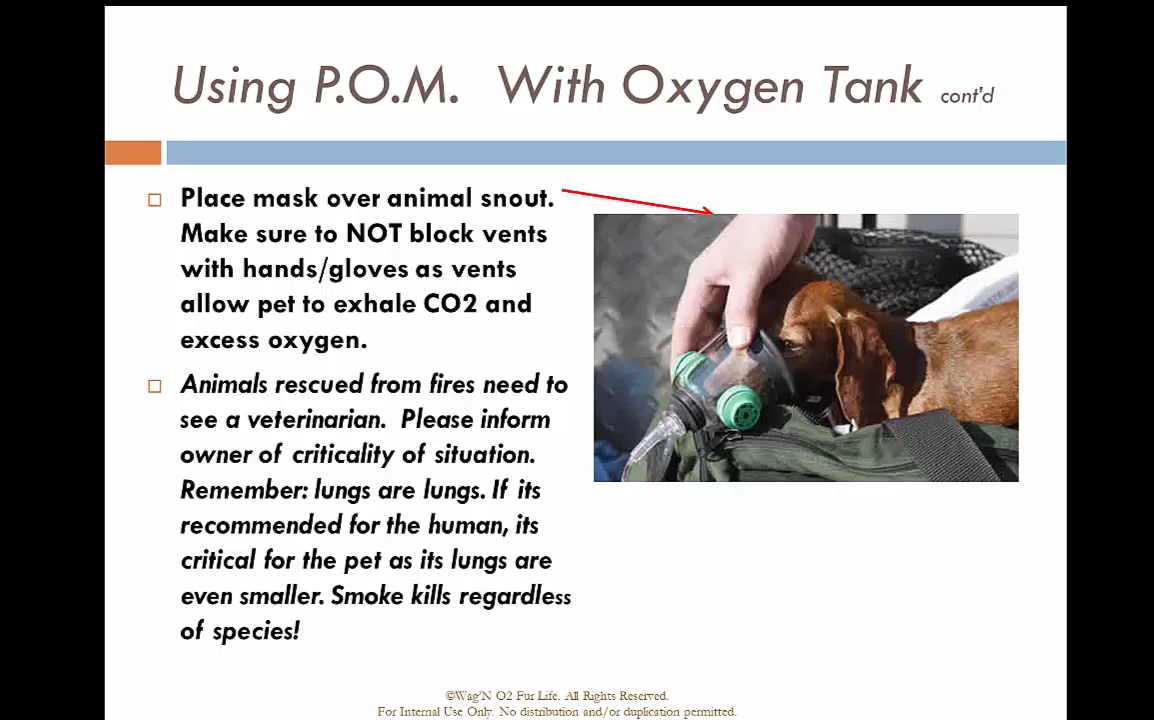 Using P.O.M. With Oxygen Tank cont'd
Place mask over animal snout.
Make sure to NOT block vents
with hands/gloves as vents
allow pet to exhale CO2 and
excess oxygen.
Animals rescued from fires need to
see a veterinarian. Please inform
owner of criticality of situation.
Remember: lungs are lungs. If its
recommended for the human, its
critical for the pet as its lungs are
even smaller. Smoke kills regardless
of species!
©Wag'N O2 Fur Life. All Rights Reserved.
For Internal Use Only. No distribution and/or duplication permitted.